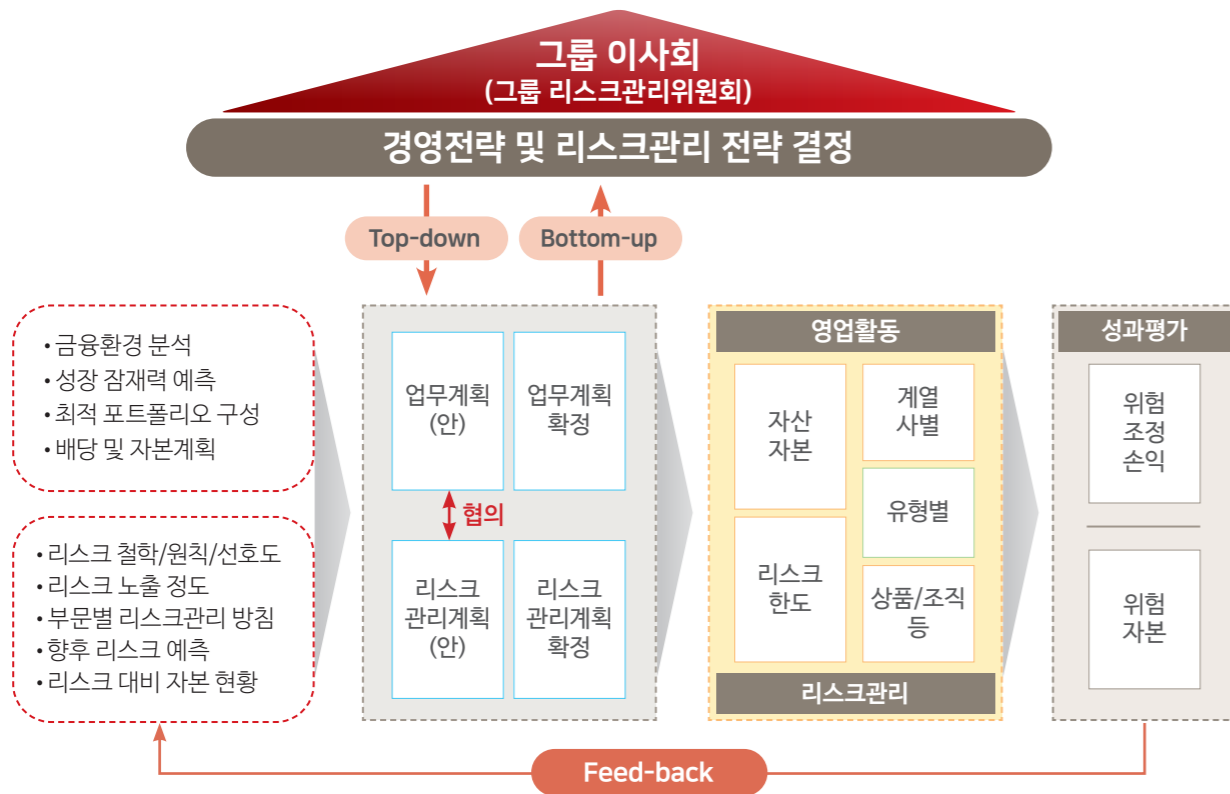 그룹 이사회
(그룹 리스크관리위원회)
경영전략 및 리스크관리 전략 결정
Top-down
Bottom-up
• 금융환경 분석
• 성장 잠재력 예측
• 최적 포트폴리오 구성
• 배당 및 자본계획
• 리스크 철학/원칙/선호도
• 리스크 노출 정도
• 부문별 리스크관리 방침
• 향후 리스크 예측
• 리스크 대비 자본 현황
업무계획
(안)
업무계획
확정
협의
리스크
관리계획
(안)
리스크
관리계획
확정
영업활동
자산
자본
계열
사별
유형별
리스크
한도
상품/조직
등
리스크관리
성과평가
위험
조정
손익
위험
자본
Feed-back